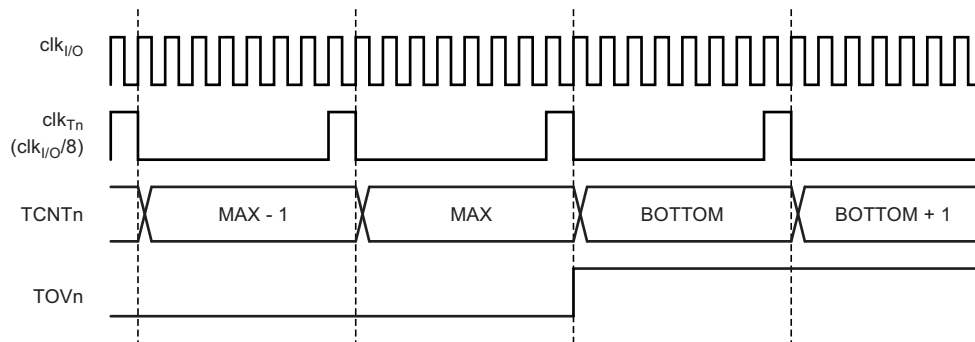 clkI/O
clkTn
(clkI/O/8)
TCNTn MAX - 1 MAX BOTTOM BOTTOM + 1
TOVn